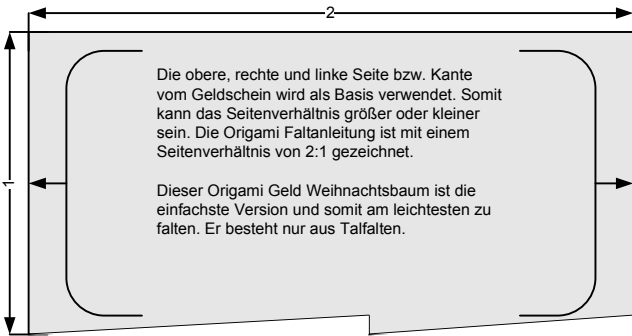 2
1
Die obere, rechte und linke Seite bzw. Kante
vom Geldschein wird als Basis verwendet. Somit
kann das Seitenverhältnis größer oder kleiner
sein. Die Origami Faltanleitung ist mit einem
Seitenverhältnis von 2:1 gezeichnet.
Dieser Origami Geld Weihnachtsbaum ist die
einfachste Version und somit am leichtesten zu
falten. Er besteht nur aus Talfalten.